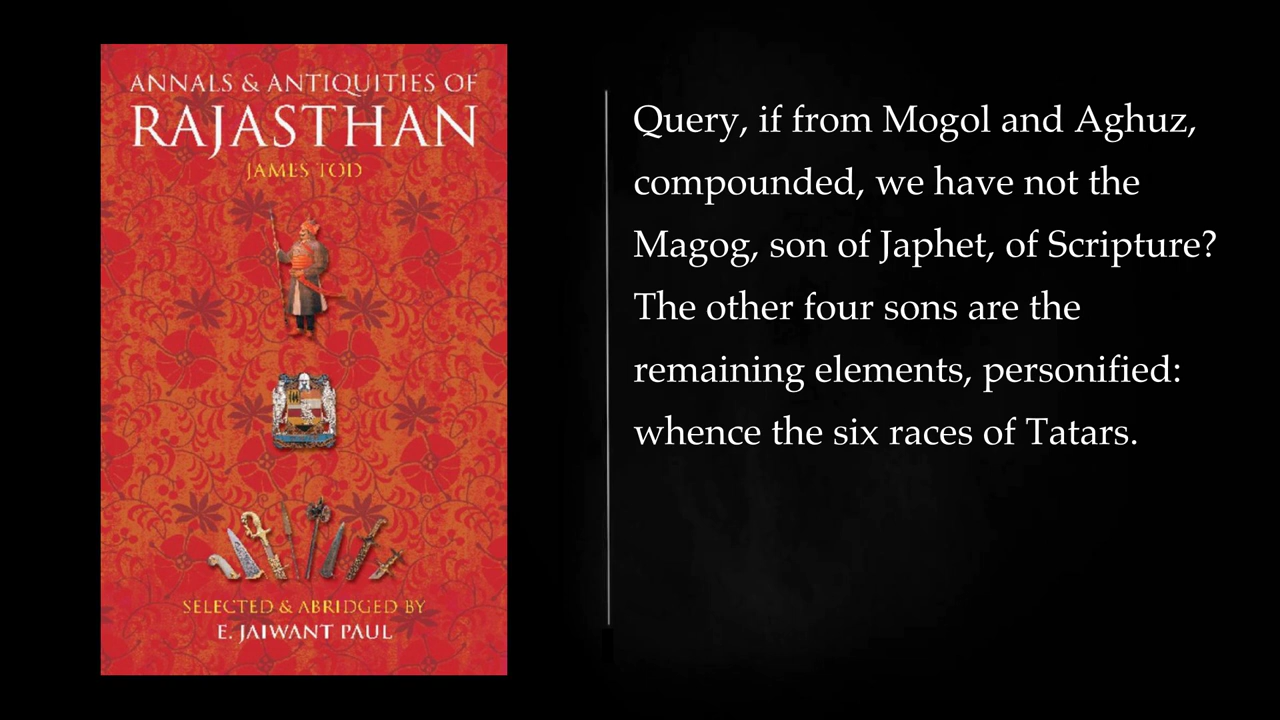 ANNALS & ANTIQUITIES OF
RAJASTHAN
JAMES TOD
SELECTED & ABRIDGED BY
E. JAIWANT PAUL
Query, if from Mogol and Aghuz,
compounded, we have not the
Magog, son of Japhet, of Scripture?
The other four sons are the
remaining elements, personified:
whence the six races of Tatars.